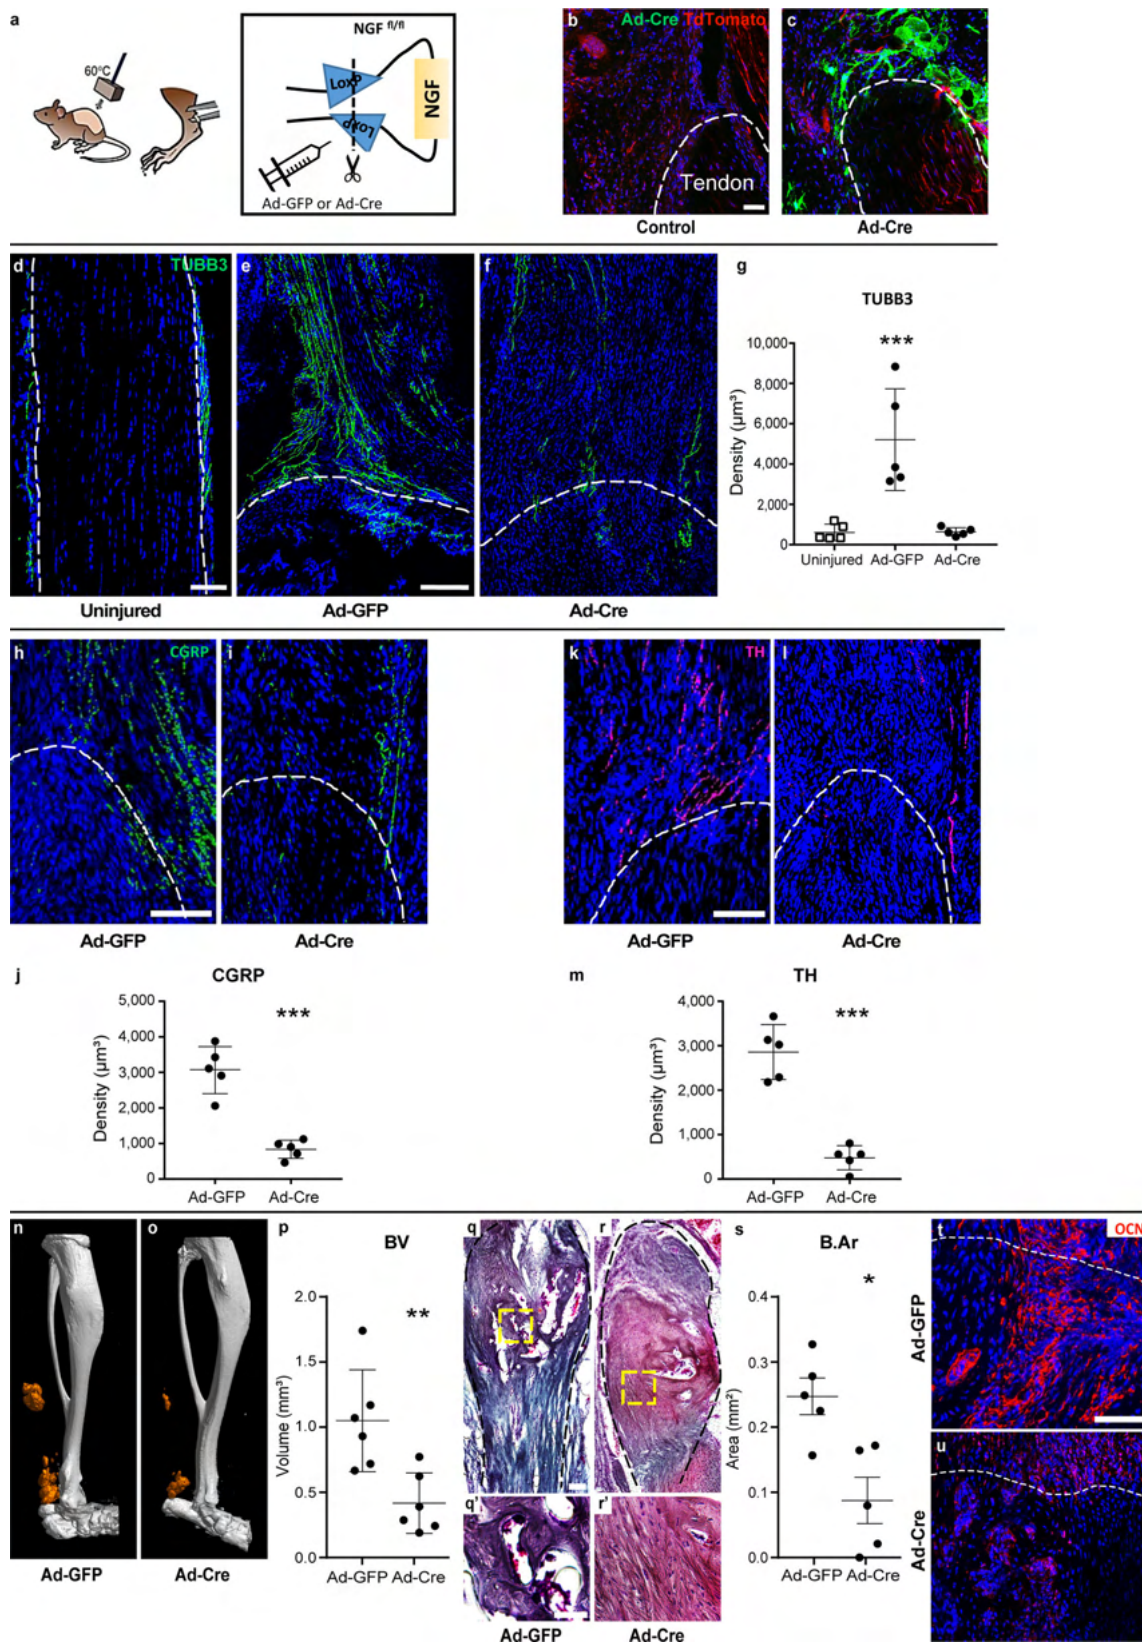 a
60°C
NGF fl/fl
LoxP
LoxP
NGF
Ad-GFP or Ad-Cre
b
Ad-Cre TdTomato
c
Tendon
Control
Ad-Cre
d
TUBB3
e
f
Uninjured
Ad-GFP
Ad-Cre
g
TUBB3
***
10,000
8,000
6,000
4,000
2,000
0
Density (µm³)
Uninjured
Ad-GFP
Ad-Cre
h
CGRP
i
k
TH
l
Ad-GFP
Ad-Cre
Ad-GFP
Ad-Cre
j
CGRP
***
5,000
4,000
3,000
2,000
1,000
0
Density (µm³)
Ad-GFP
Ad-Cre
m
TH
***
4,000
3,000
2,000
1,000
0
Density (µm³)
Ad-GFP
Ad-Cre
n
o
Ad-GFP
Ad-Cre
p
BV
**
2.0
1.5
1.0
0.5
0.0
Volume (mm³)
Ad-GFP
Ad-Cre
q
r
q'
r'
Ad-GFP
Ad-Cre
s
B.Ar
*
0.4
0.3
0.2
0.1
0.0
Area (mm²)
Ad-GFP
Ad-Cre
t
OCN
Ad-GFP
u
Ad-Cre